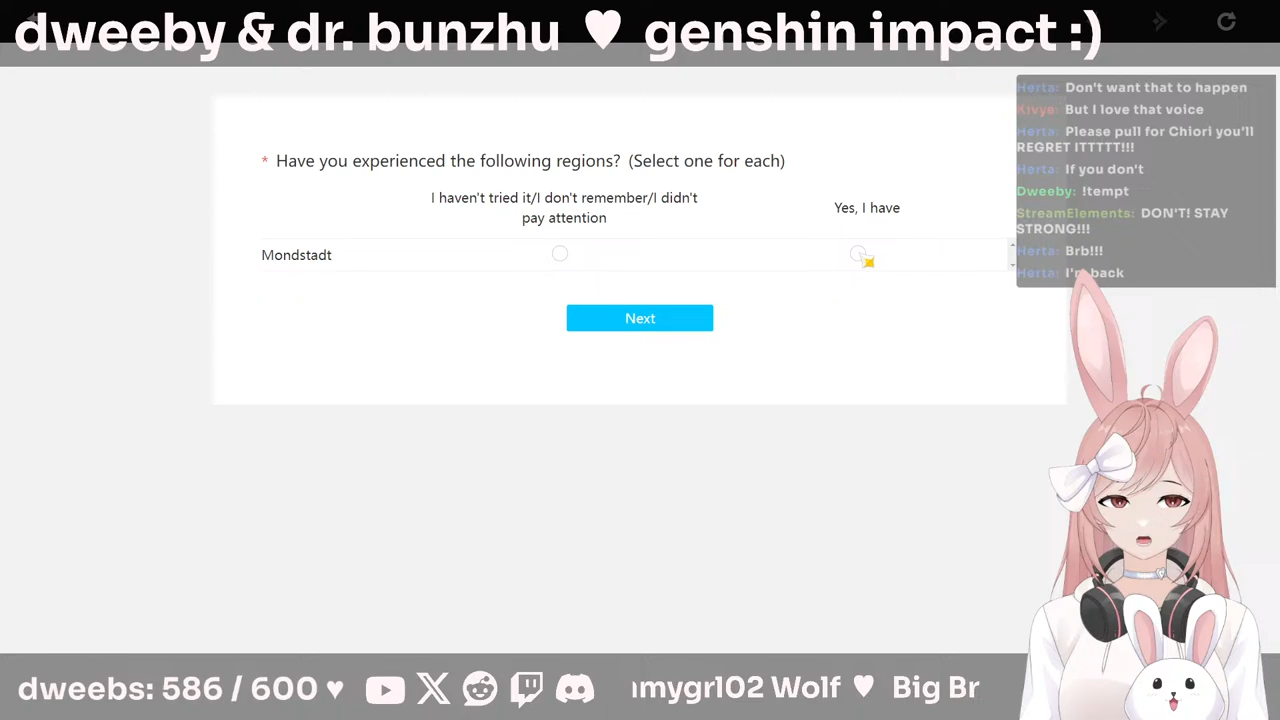 dweeby & dr. bunzhu ♥ genshin impact :)
* Have you experienced the following regions? (Select one for each)
I haven't tried it/I don't remember/I didn't
pay attention
Yes, I have
Mondstadt
Next
Herta: Don't want that to happen
Kivye: But I love that voice
Herta: Please pull for Chiori you'll
REGRET ITTTTT!!!
Herta: If you don't
Dweeby: !tempt
StreamElements: DON'T! STAY
STRONG!!!
Herta: Brb!!!
Herta: I'm back
dweebs: 586 / 600 ♥
mygr102 Wolf ♥ Big Br